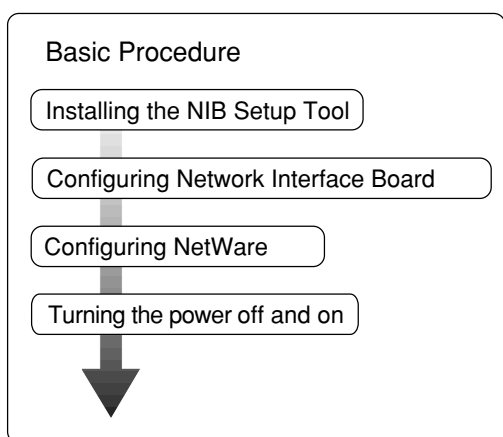 Basic Procedure
Installing the NIB Setup Tool
Configuring Network Interface Board
Configuring NetWare
Turning the power off and on